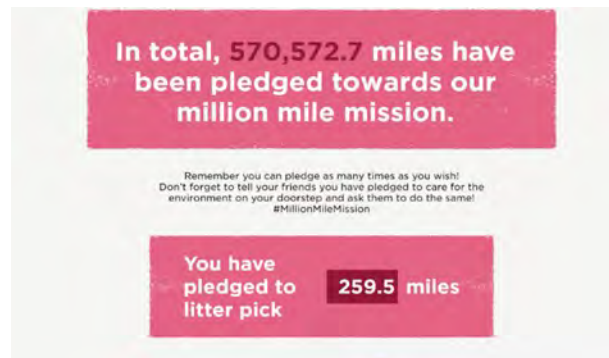 In total, 570,572.7 miles have
been pledged towards our
million mile mission.
Remember you can pledge as many times as you wish!
Don't forget to tell your friends you have pledged to care for the
environment on your doorstep and ask them to do the same!
#MillionMileMission
You have
pledged to 259.5 miles
litter pick